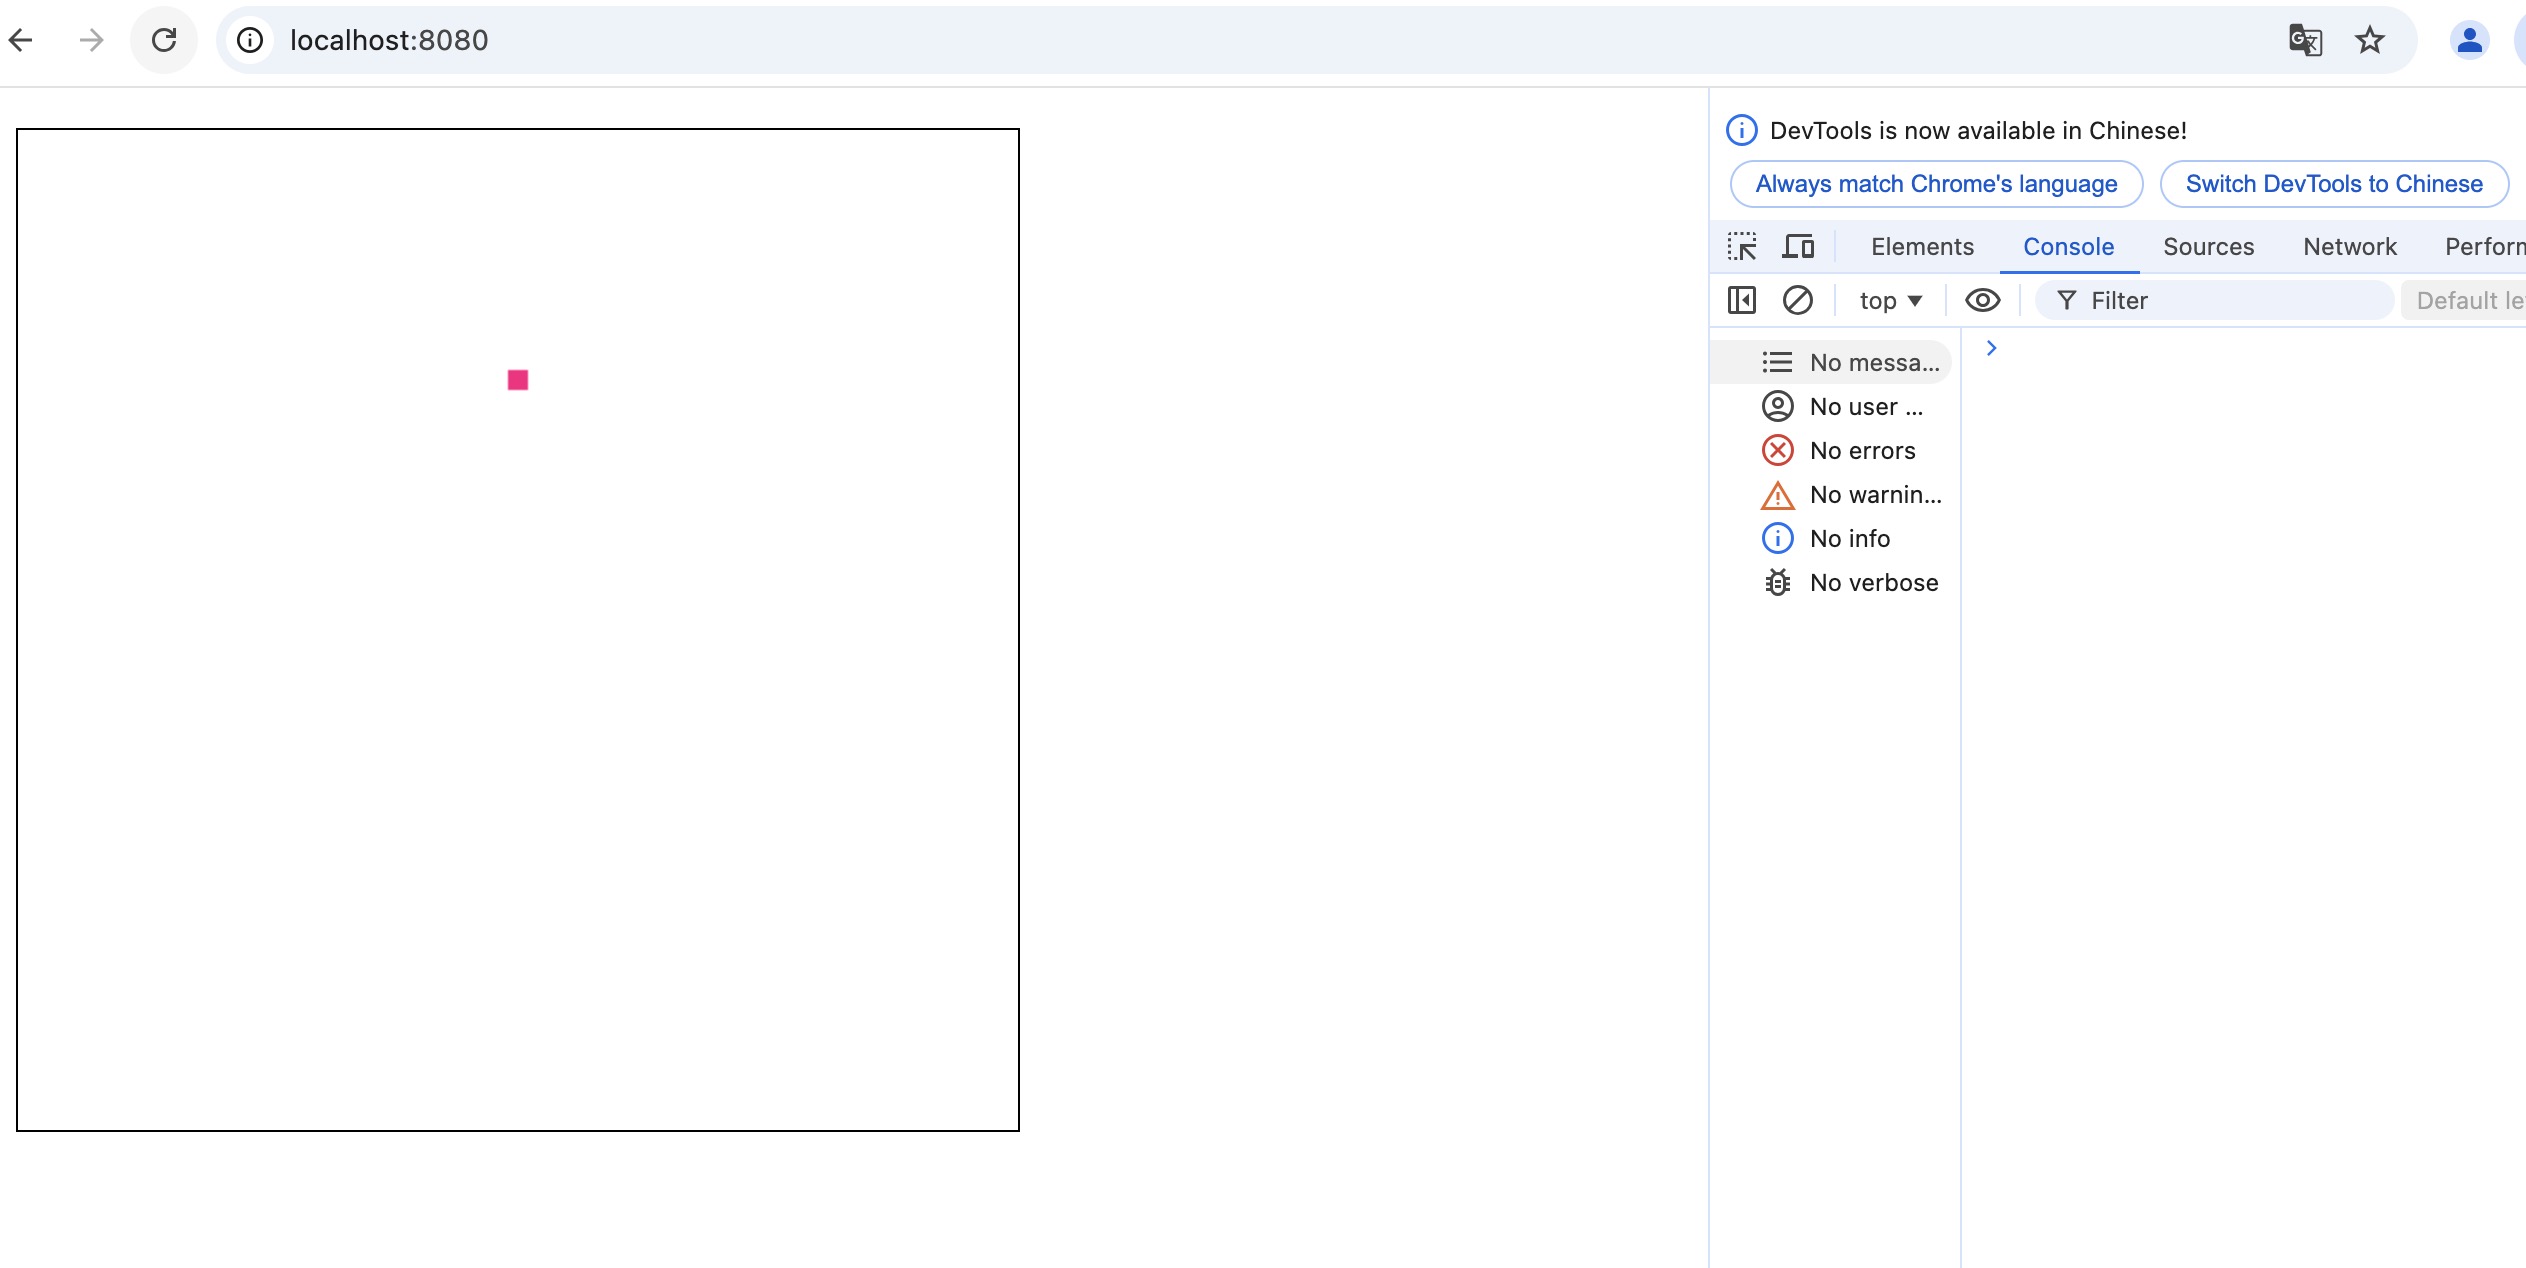 localhost:8080
DevTools is now available in Chinese!
Always match Chrome's language
Switch DevTools to Chinese
Elements Console Sources Network Perforn
top Filter Default le
No messa...
No user ...
No errors
No warnin...
No info
No verbose